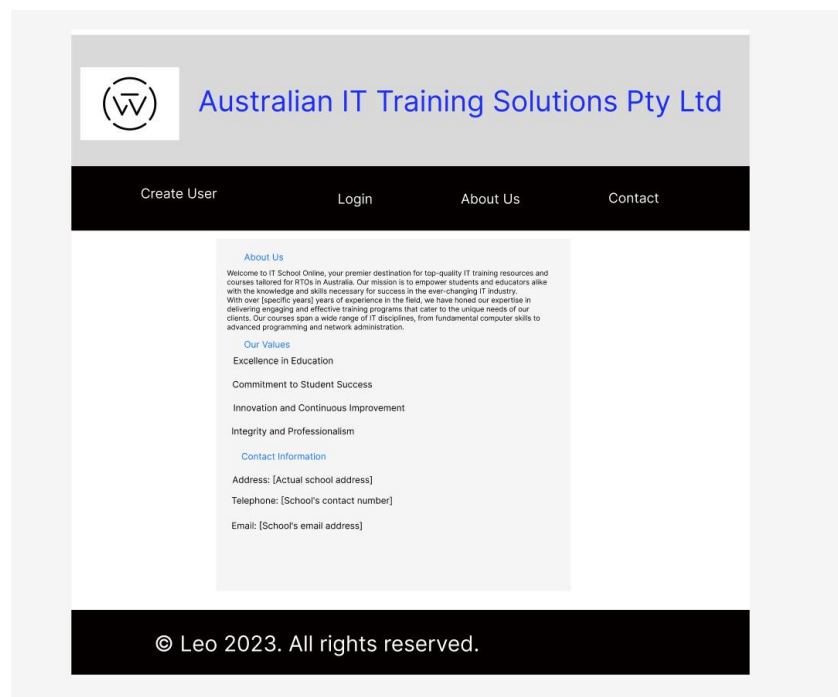 Australian IT Training Solutions Pty Ltd
Create User
Login
About Us
Contact
About Us
Welcome to IT School Online, your premier destination for top-quality IT training resources and
courses tailored for RTOs in Australia. Our mission is to empower students and educators alike
with the knowledge and skills necessary for success in the ever-changing IT industry.
With over [specific years] years of experience in the field, we have honed our expertise in
delivering engaging and effective training programs that cater to the unique needs of our
clients. Our courses span a wide range of IT disciplines, from fundamental computer skills to
advanced programming and network administration.
Our Values
Excellence in Education
Commitment to Student Success
Innovation and Continuous Improvement
Integrity and Professionalism
Contact Information
Address: [Actual school address]
Telephone: [School's contact number]
Email: [School's email address]
© Leo 2023. All rights reserved.